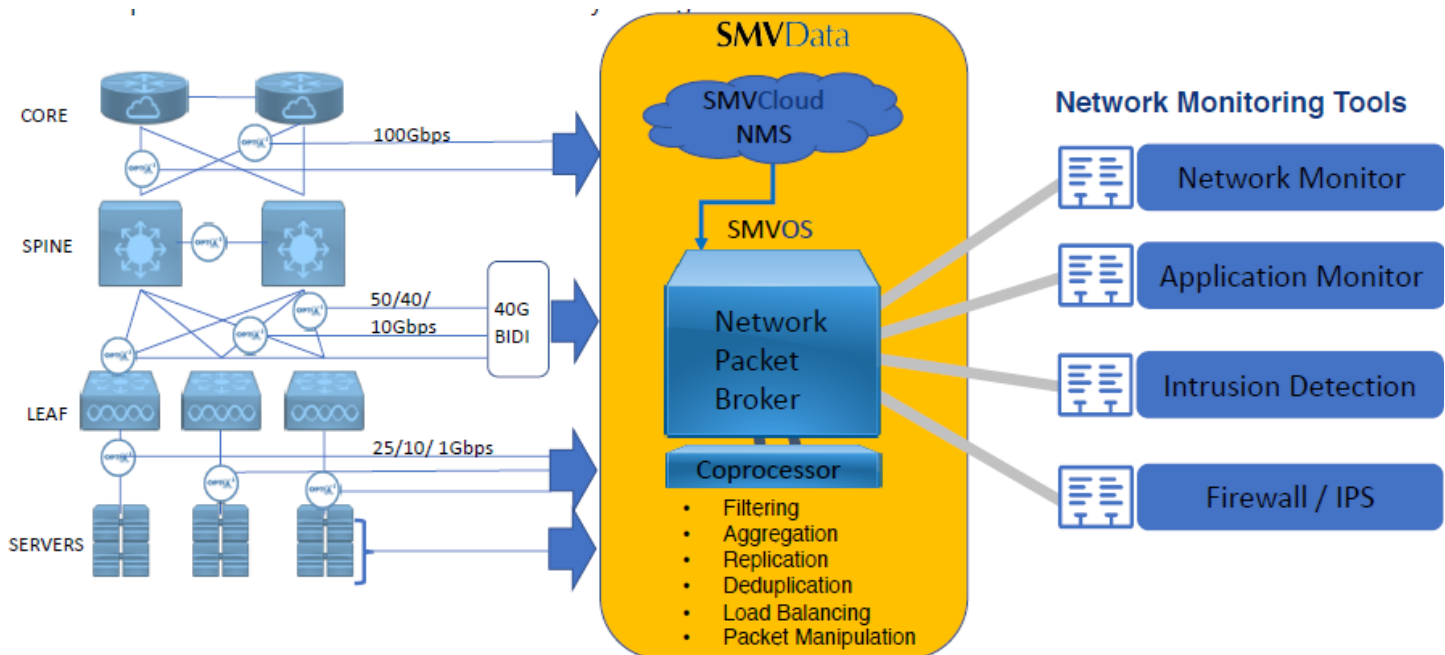 SMVData
SMVCloud
NMS
Network Monitoring Tools
CORE
100Gbps
Network Monitor
SPINE
SMVOS
Application Monitor
50/40/
10Gbps
40G
BIDI
Network
Packet
Broker
Intrusion Detection
LEAF
25/10/ 1Gbps
Coprocessor
Firewall / IPS
SERVERS
• Filtering
• Aggregation
• Replication
• Deduplication
• Load Balancing
• Packet Manipulation